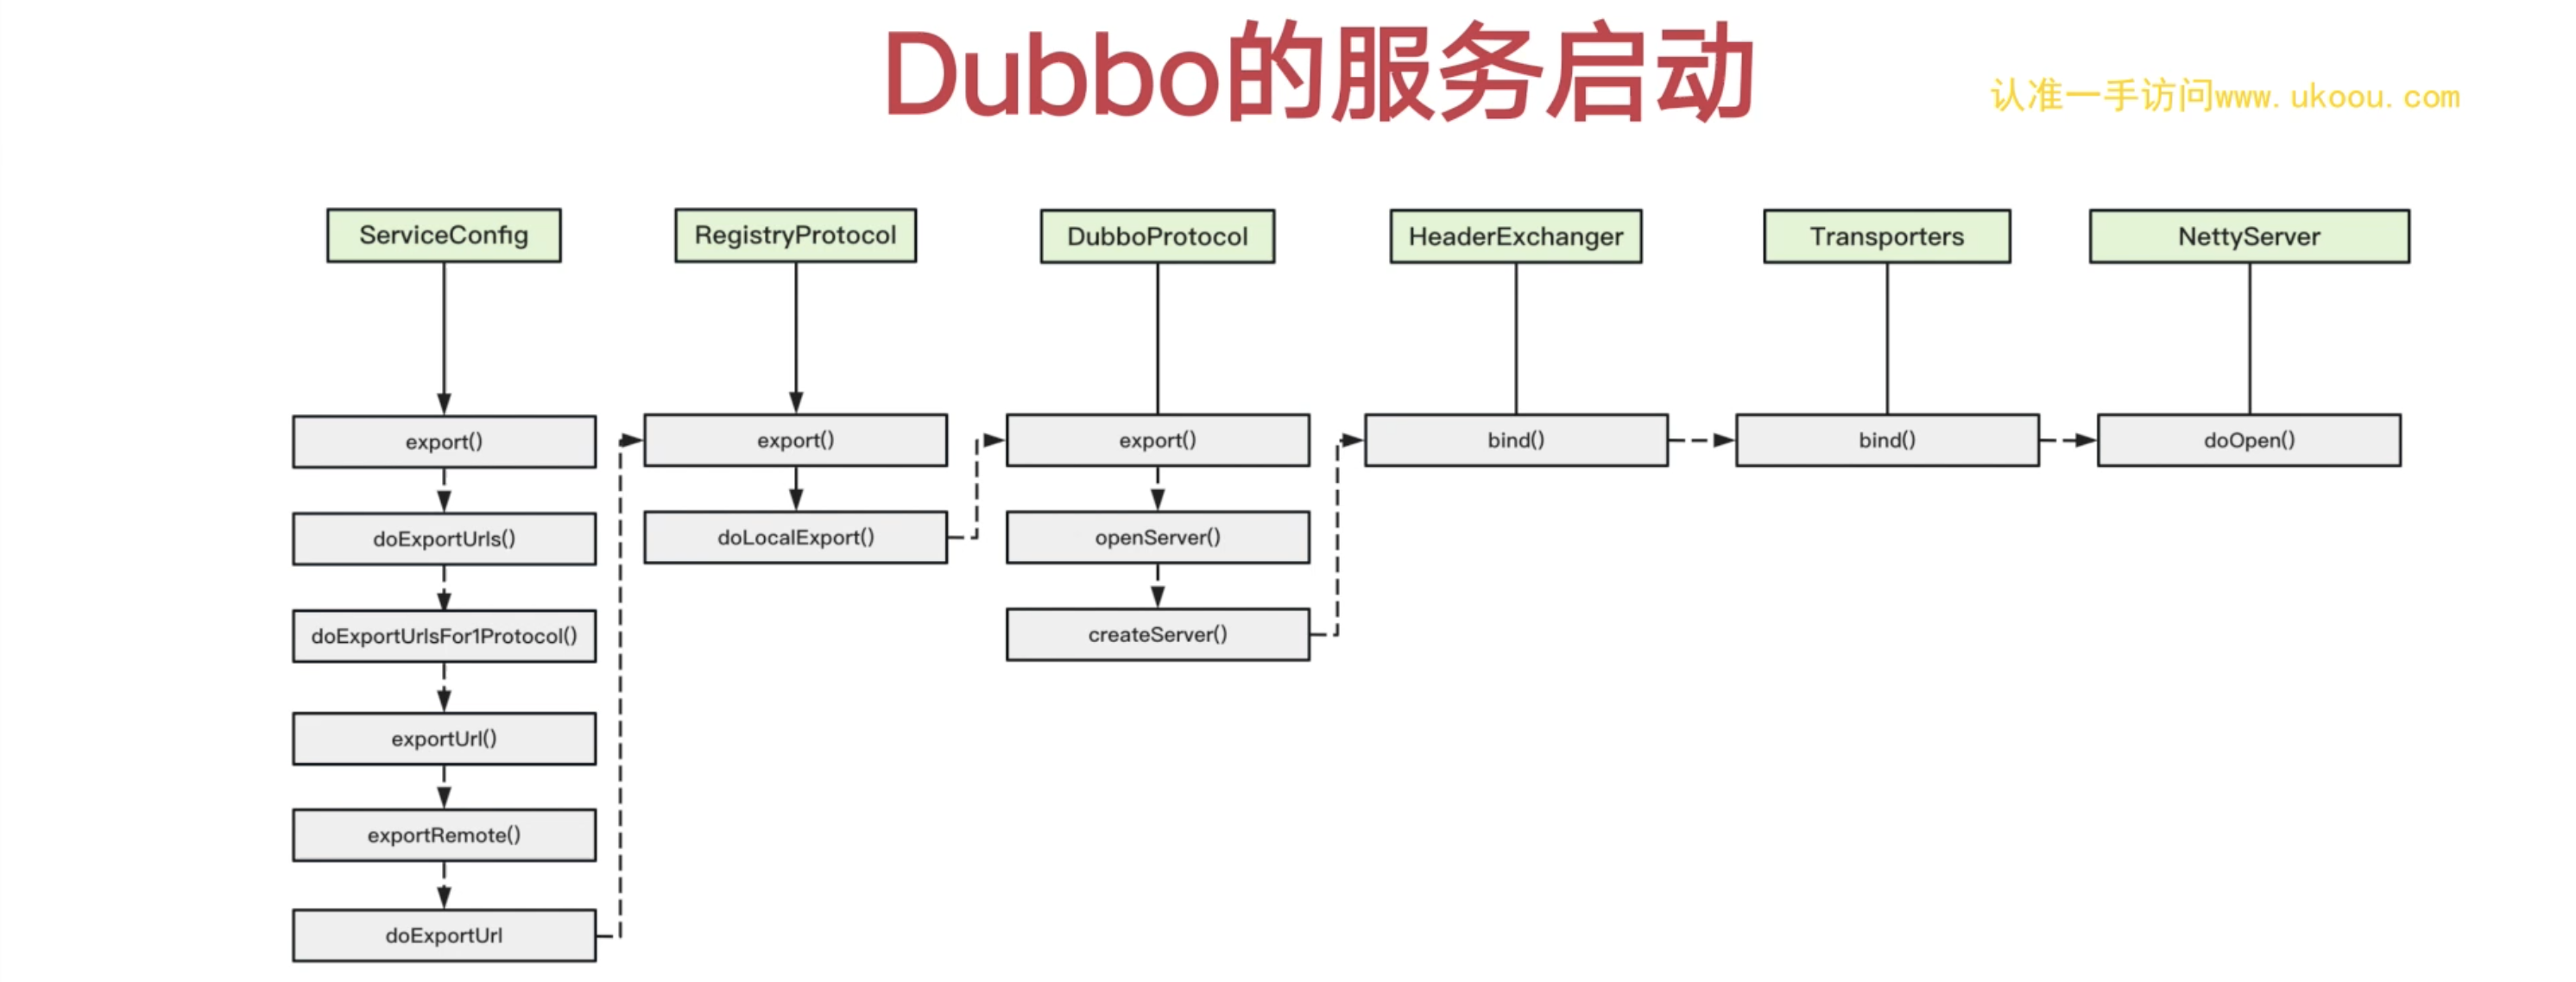 Dubbo的服务启动
认准一手访问www.ukoou.com
ServiceConfig
RegistryProtocol
DubboProtocol
HeaderExchanger
Transporters
NettyServer
export()
export()
export()
bind()
bind()
doOpen()
doExportUrls()
doLocalExport()
openServer()
doExportUrlsFor1Protocol()
createServer()
exportUrl()
exportRemote()
doExportUrl